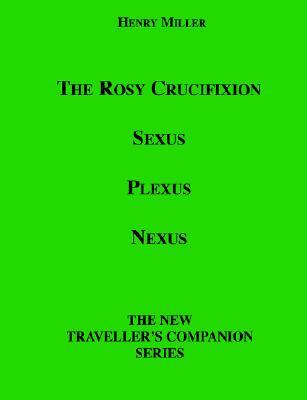 HENRY MILLER
THE ROSY CRUCIFIXION
SEXUS
PLEXUS
NEXUS
THE NEW
TRAVELLER'S COMPANION
SERIES